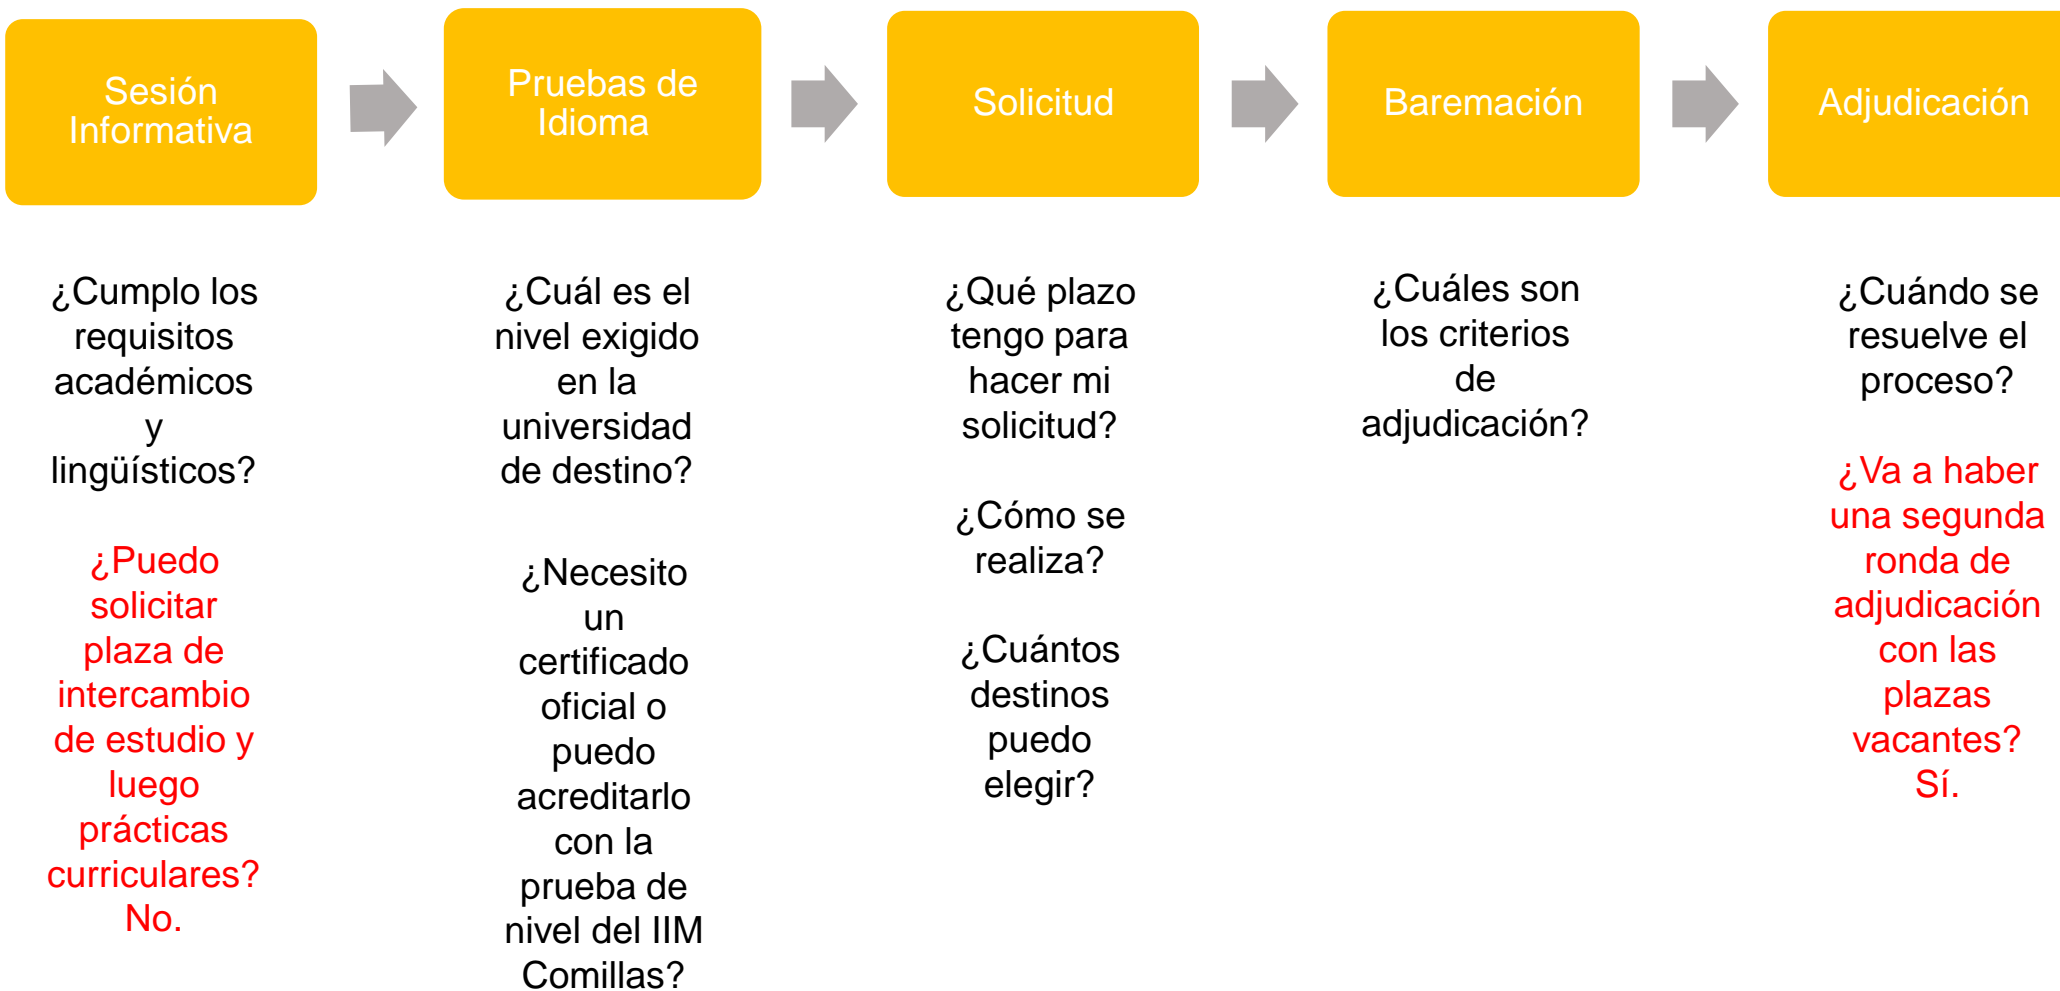 Sesión
Informativa
Pruebas de
Idioma
Solicitud
Baremación
Adjudicación
¿Cumplo los
requisitos
académicos
y
lingüísticos?
¿Puedo
solicitar
plaza de
intercambio
de estudio y
luego
prácticas
curriculares?
No.
¿Cuál es el
nivel exigido
en la
universidad
de destino?
¿Necesito
un
certificado
oficial o
puedo
acreditarlo
con la
prueba de
nivel del IIM
Comillas?
¿Qué plazo
tengo para
hacer mi
solicitud?
¿Cómo se
realiza?
¿Cuántos
destinos
puedo
elegir?
¿Cuáles son
los criterios
de
adjudicación?
¿Cuándo se
resuelve el
proceso?
¿Va a haber
una segunda
ronda de
adjudicación
con las
plazas
vacantes?
Sí.